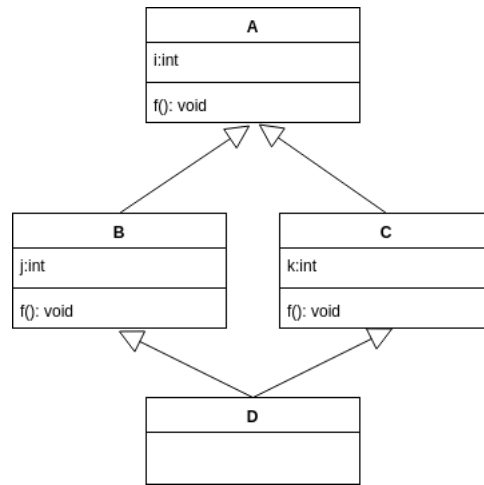 A
i:int
f(): void
B
j:int
f(): void
C
k:int
f(): void
D